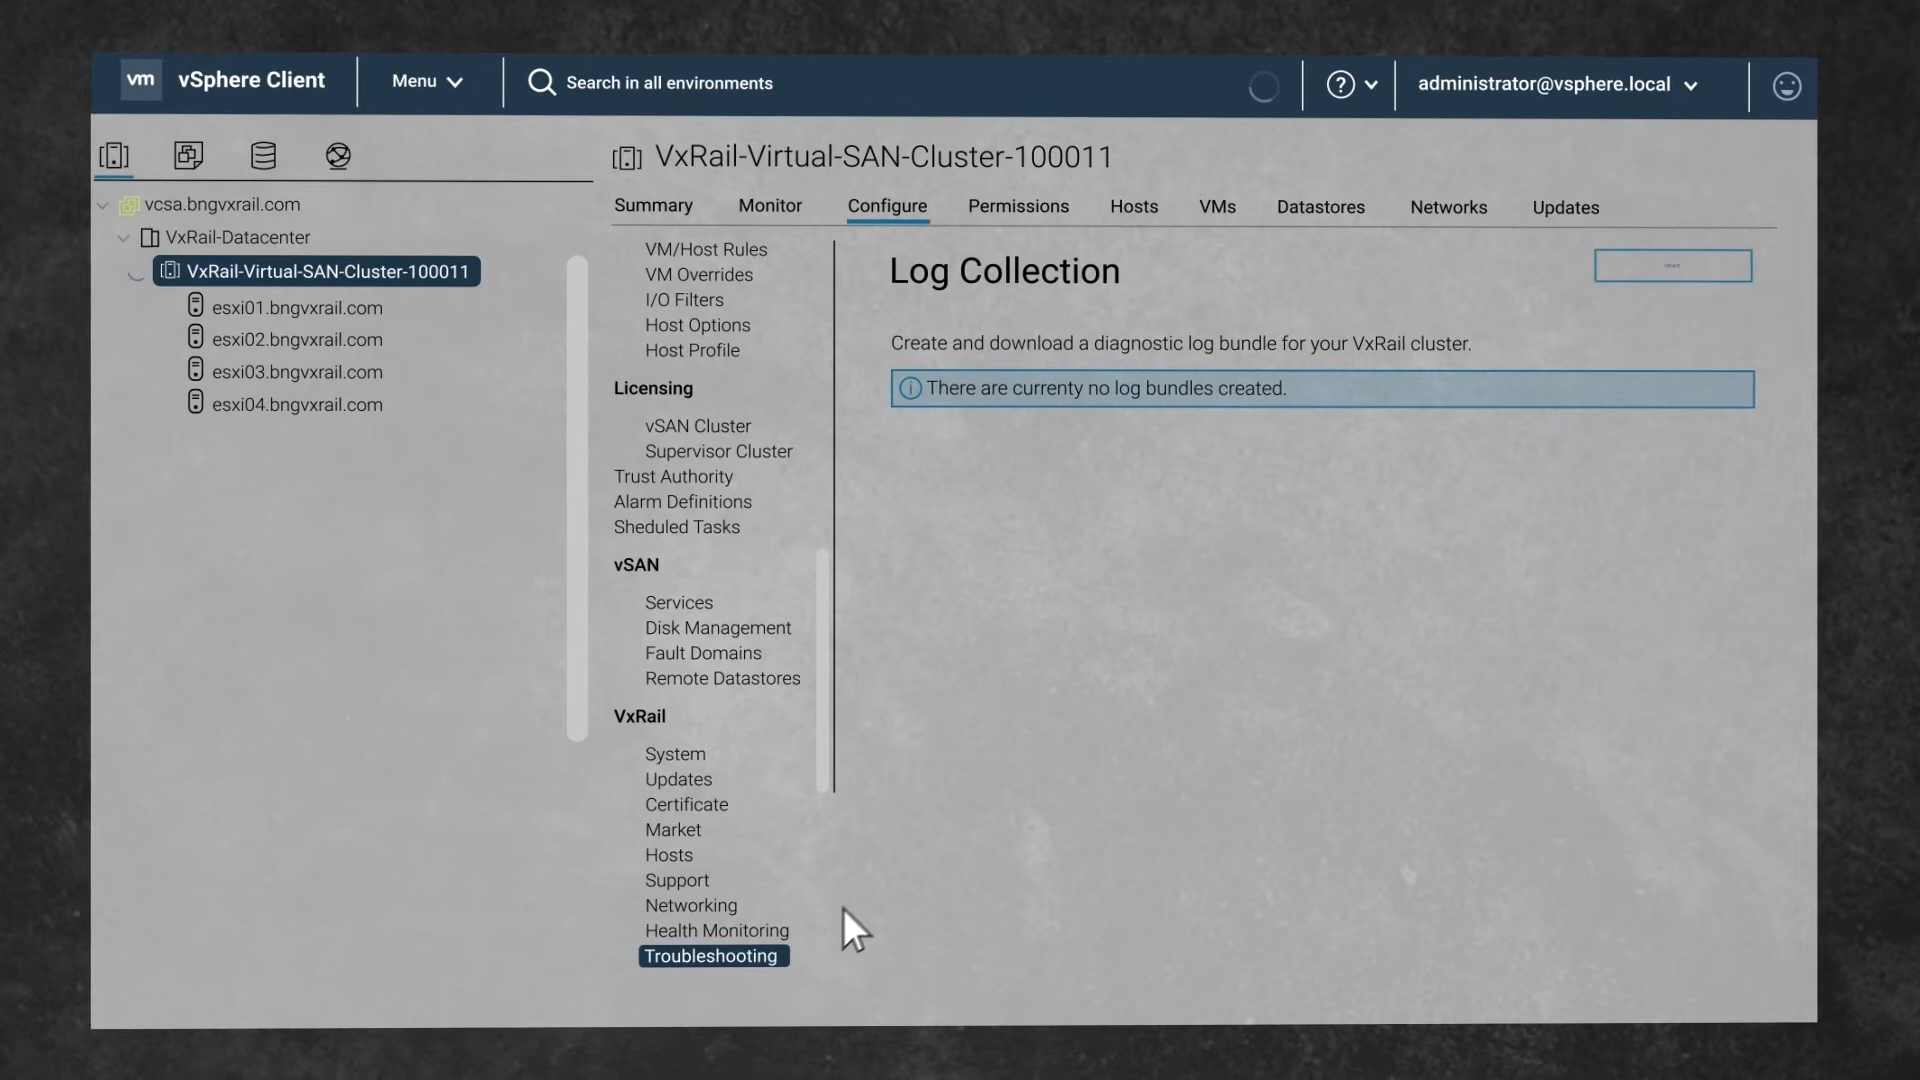 vm vSphere Client Menu Search in all environments ? administrator@vsphere.local
VxRail-Virtual-SAN-Cluster-100011
Summary Monitor Configure Permissions Hosts VMs Datastores Networks Updates
vcsa.bngvxrail.com
VxRail-Datacenter
VxRail-Virtual-SAN-Cluster-100011
esxi01.bngvxrail.com
esxi02.bngvxrail.com
esxi03.bngvxrail.com
esxi04.bngvxrail.com
VM/Host Rules
VM Overrides
I/O Filters
Host Options
Host Profile
Licensing
vSAN Cluster
Supervisor Cluster
Trust Authority
Alarm Definitions
Sheduled Tasks
vSAN
Services
Disk Management
Fault Domains
Remote Datastores
VxRail
System
Updates
Certificate
Market
Hosts
Support
Networking
Health Monitoring
Troubleshooting
Log Collection
Create and download a diagnostic log bundle for your VxRail cluster.
There are currenty no log bundles created.